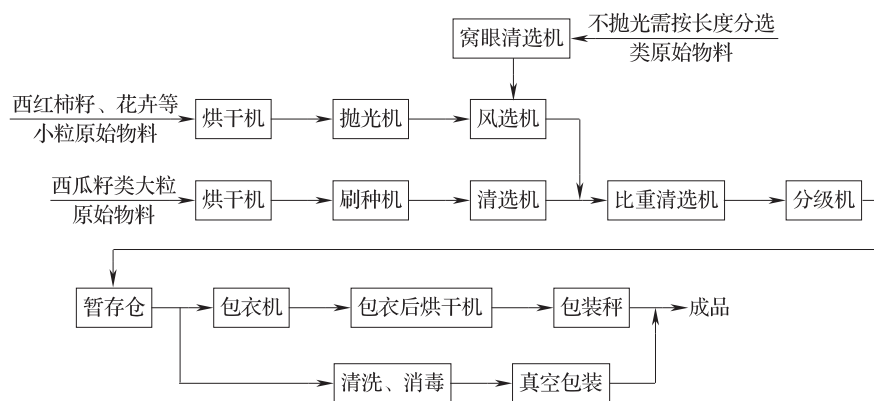 窝眼清选机
不抛光需按长度分选
类原始物料
西红柿籽、花卉等
小粒原始物料
烘干机
抛光机
风选机
西瓜籽类大粒
原始物料
烘干机
刷种机
清选机
比重清选机
分级机
暂存仓
包衣机
包衣后烘干机
包装秤
成品
清洗、消毒
真空包装